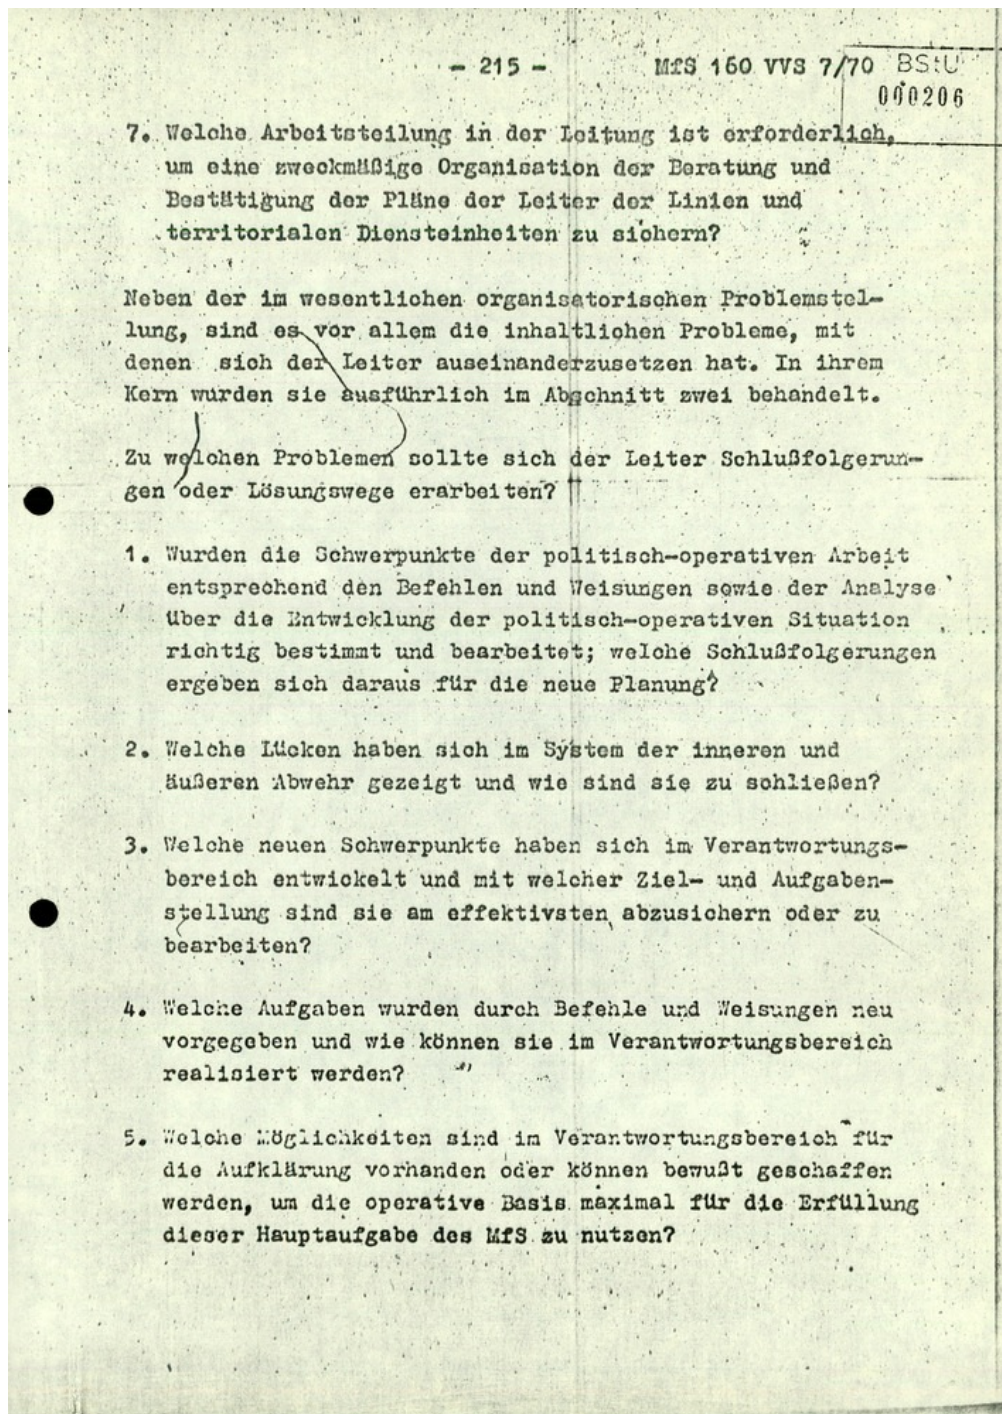 - 215 -
MfS 160 VVS 7/70
BStU
000206
7. Welche Arbeitsteilung in der Leitung ist erforderlich,
um eine zweckmäßige Organisation der Beratung und
Bestätigung der Pläne der Leiter der Linien und
territorialen Diensteinheiten zu sichern?
Neben der im wesentlichen organisatorischen Problemstel-
lung, sind es vor allem die inhaltlichen Probleme, mit
denen sich der Leiter auseinanderzusetzen hat. In ihrem
Kern wurden sie ausführlich im Abschnitt zwei behandelt.
Zu welchen Problemen sollte sich der Leiter Schlußfolgerun-
gen oder Lösungswege erarbeiten?
1. Wurden die Schwerpunkte der politisch-operativen Arbeit
entsprechend den Befehlen und Weisungen sowie der Analyse
über die Entwicklung der politisch-operativen Situation
richtig bestimmt und bearbeitet; welche Schlußfolgerungen
ergeben sich daraus für die neue Planung?
2. Welche Lücken haben sich im System der inneren und
äußeren Abwehr gezeigt und wie sind sie zu schließen?
3. Welche neuen Schwerpunkte haben sich im Verantwortungs-
bereich entwickelt und mit welcher Ziel- und Aufgaben-
stellung sind sie am effektivsten abzusichern oder zu
bearbeiten?
4. Welche Aufgaben wurden durch Befehle und Weisungen neu
vorgegeben und wie können sie im Verantwortungsbereich
realisiert werden?
5. Welche Möglichkeiten sind im Verantwortungsbereich für
die Aufklärung vorhanden oder können bewußt geschaffen
werden, um die operative Basis maximal für die Erfüllung
dieser Hauptaufgabe des MfS zu nutzen?